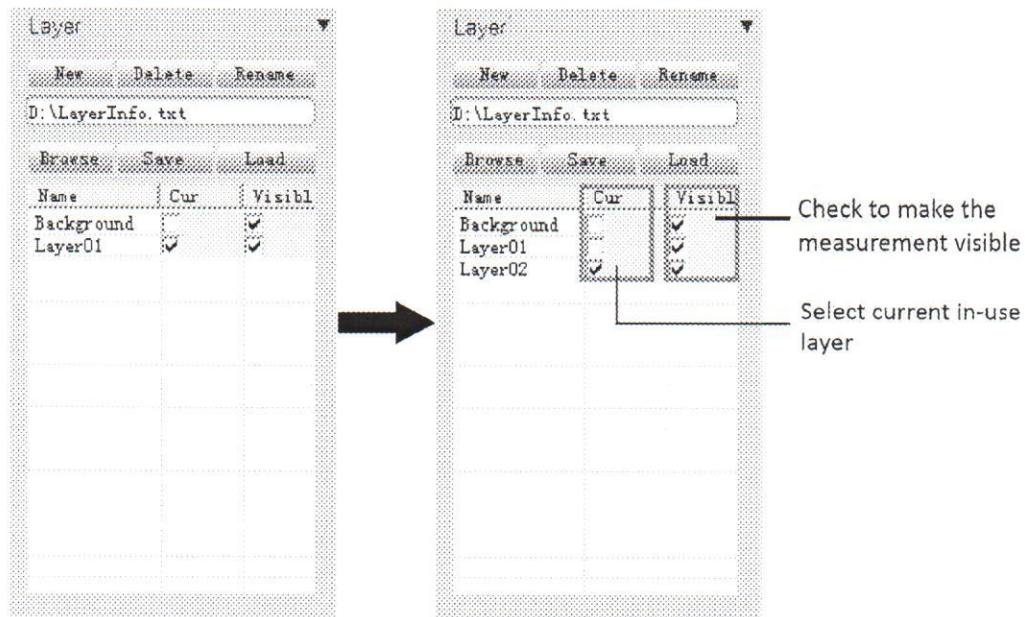 Layer
New Delete Rename
D:\LayerInfo.txt
Browse Save Load
Name Cur Visibl
Background
Layer01
Layer
New Delete Rename
D:\LayerInfo.txt
Browse Save Load
Name Cur Visibl
Background
Layer01
Layer02
Check to make the
measurement visible
Select current in-use
layer